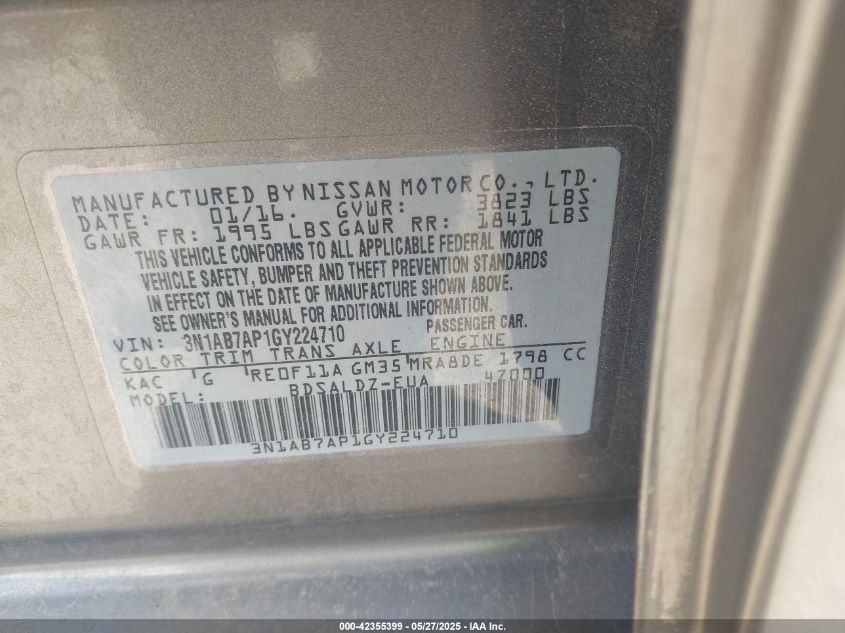 MANUFACTURED BY NISSAN MOTOR CO., LTD.
DATE: 01/16. GVWR: 3823 LBS
GAWR FR: 1995 LBS GAWR RR: 1841 LBS
THIS VEHICLE CONFORMS TO ALL APPLICABLE FEDERAL MOTOR
VEHICLE SAFETY, BUMPER AND THEFT PREVENTION STANDARDS
IN EFFECT ON THE DATE OF MANUFACTURE SHOWN ABOVE.
SEE OWNER'S MANUAL FOR ADDITIONAL INFORMATION.
VIN: 3N1AB7AP1GY224710 PASSENGER CAR.
COLOR TRIM TRANS AXLE ENGINE
KAC G RE0F11A GM35 MRA8DE 1798 CC
MODEL: BDSALDZ-EUA 4Z000
3N1AB7AP1GY224710
000-42355399 - 05/27/2025 - IAA Inc.